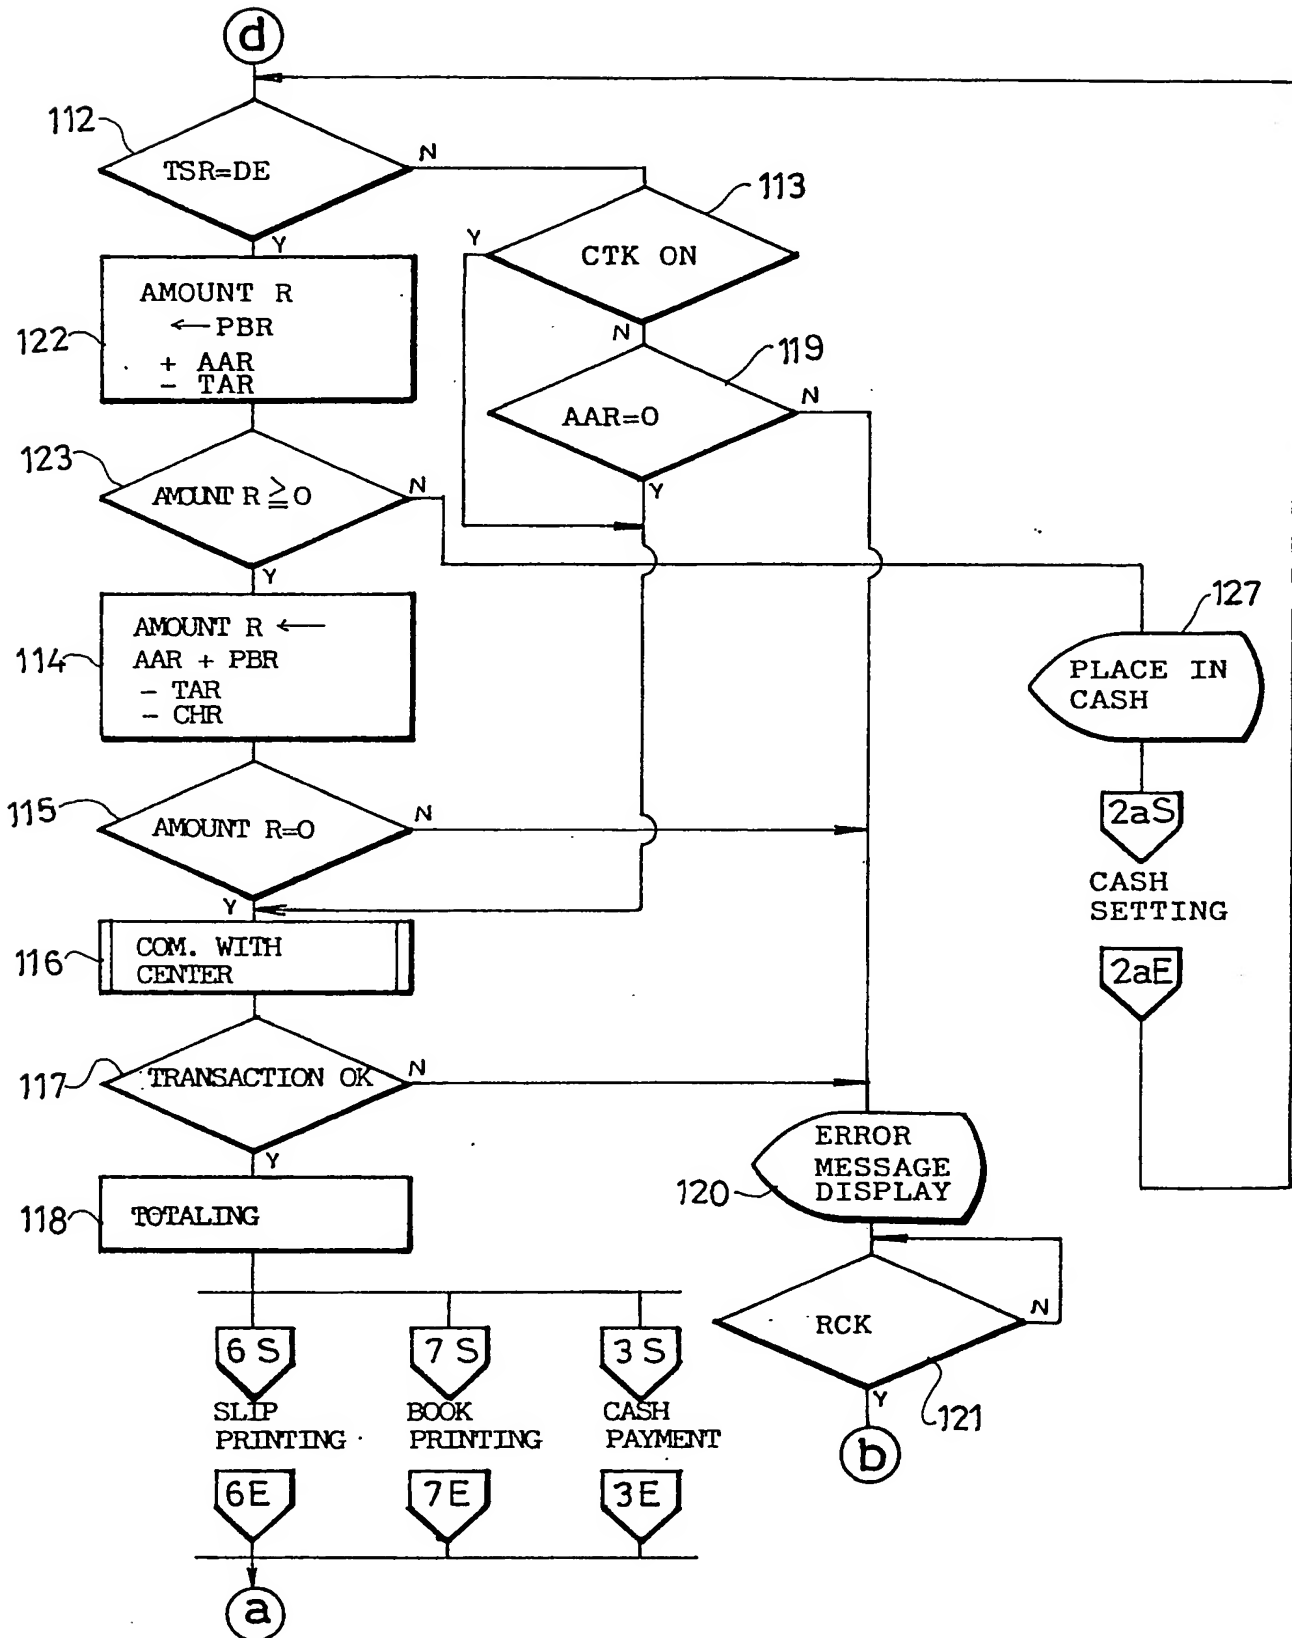 d
112
TSR=DE
N
Y
113
Y
CTK ON
N
AMOUNT R
←PBR
+ AAR
- TAR
122
119
AAR=0
N
Y
123
AMOUNT R ≧ 0
N
Y
127
PLACE IN
CASH
AMOUNT R ←
AAR + PBR
- TAR
- CHR
114
2aS
CASH
SETTING
2aE
115
AMOUNT R=0
N
Y
116
COM. WITH
CENTER
117
TRANSACTION OK
N
Y
ERROR
MESSAGE
DISPLAY
120
118
TOTALING
RCK
N
Y
121
b
6S
7S
3S
SLIP
PRINTING
BOOK
PRINTING
CASH
PAYMENT
6E
7E
3E
a